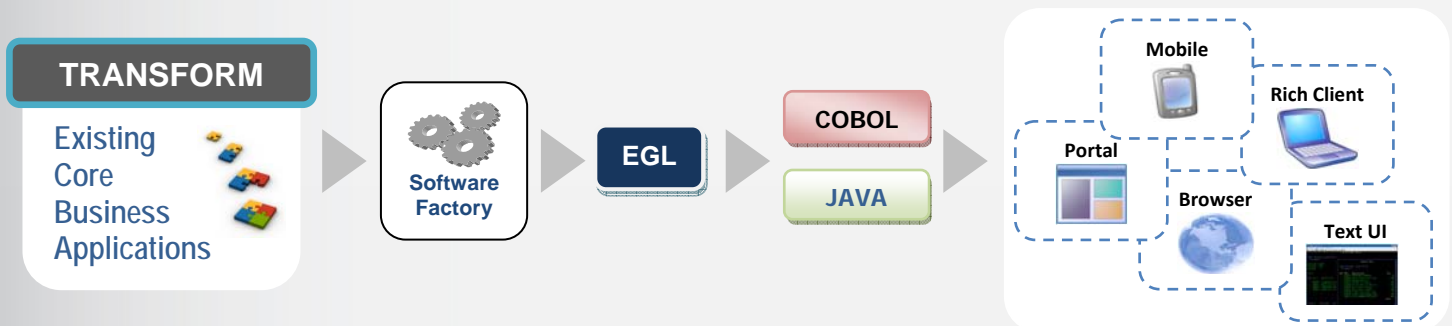 TRANSFORM
Existing
Core
Business
Applications
Software
Factory
EGL
COBOL
JAVA
Mobile
Rich Client
Portal
Browser
Text UI